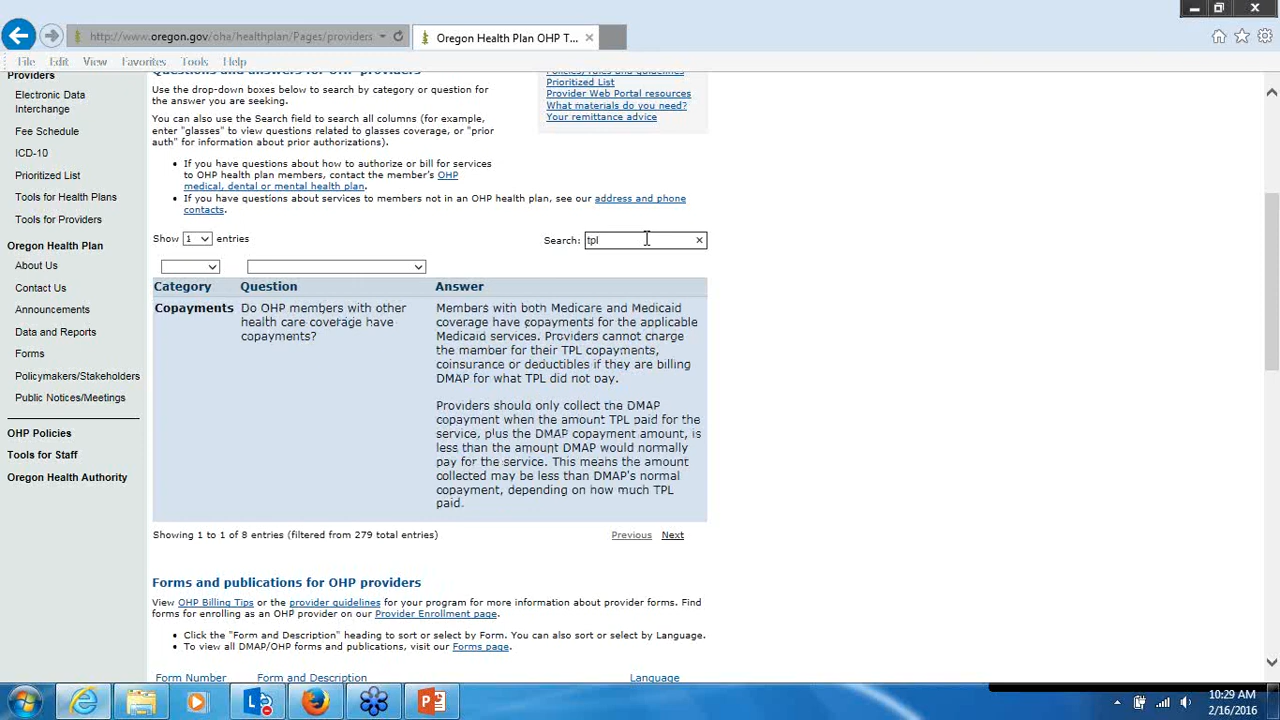 http://www.oregon.gov/oha/healthplan/Pages/providers
Oregon Health Plan OHP T...
File Edit View Favorites Tools Help
Providers
Electronic Data
Interchange
Fee Schedule
ICD-10
Prioritized List
Tools for Health Plans
Tools for Providers
Oregon Health Plan
About Us
Contact Us
Announcements
Data and Reports
Forms
Policymakers/Stakeholders
Public Notices/Meetings
OHP Policies
Tools for Staff
Oregon Health Authority
Questions and answers for OHP providers
Use the drop-down boxes below to search by category or question for
the answer you are seeking.
You can also use the Search field to search all columns (for example,
enter "glasses" to view questions related to glasses coverage, or "prior
auth" for information about prior authorizations).
If you have questions about how to authorize or bill for services
to OHP health plan members, contact the member's OHP
medical, dental or mental health plan.
If you have questions about services to members not in an OHP health plan, see our address and phone
contacts.
Policies, rules and guidelines
Prioritized List
Provider Web Portal resources
What materials do you need?
Your remittance advice
Show 1 entries
Search: tpl
Category Question Answer
Copayments
Do OHP members with other
health care coverage have
copayments?
Members with both Medicare and Medicaid
coverage have copayments for the applicable
Medicaid services. Providers cannot charge
the member for their TPL copayments,
coinsurance or deductibles if they are billing
DMAP for what TPL did not pay.
Providers should only collect the DMAP
copayment when the amount TPL paid for the
service, plus the DMAP copayment amount, is
less than the amount DMAP would normally
pay for the service. This means the amount
collected may be less than DMAP's normal
copayment, depending on how much TPL
paid.
Showing 1 to 1 of 8 entries (filtered from 279 total entries)
Previous Next
Forms and publications for OHP providers
View OHP Billing Tips or the provider guidelines for your program for more information about provider forms. Find
forms for enrolling as an OHP provider on our Provider Enrollment page.
Click the "Form and Description" heading to sort or select by Form. You can also sort or select by Language.
To view all DMAP/OHP forms and publications, visit our Forms page.
Form Number Form and Description Language
10:29 AM
2/16/2016